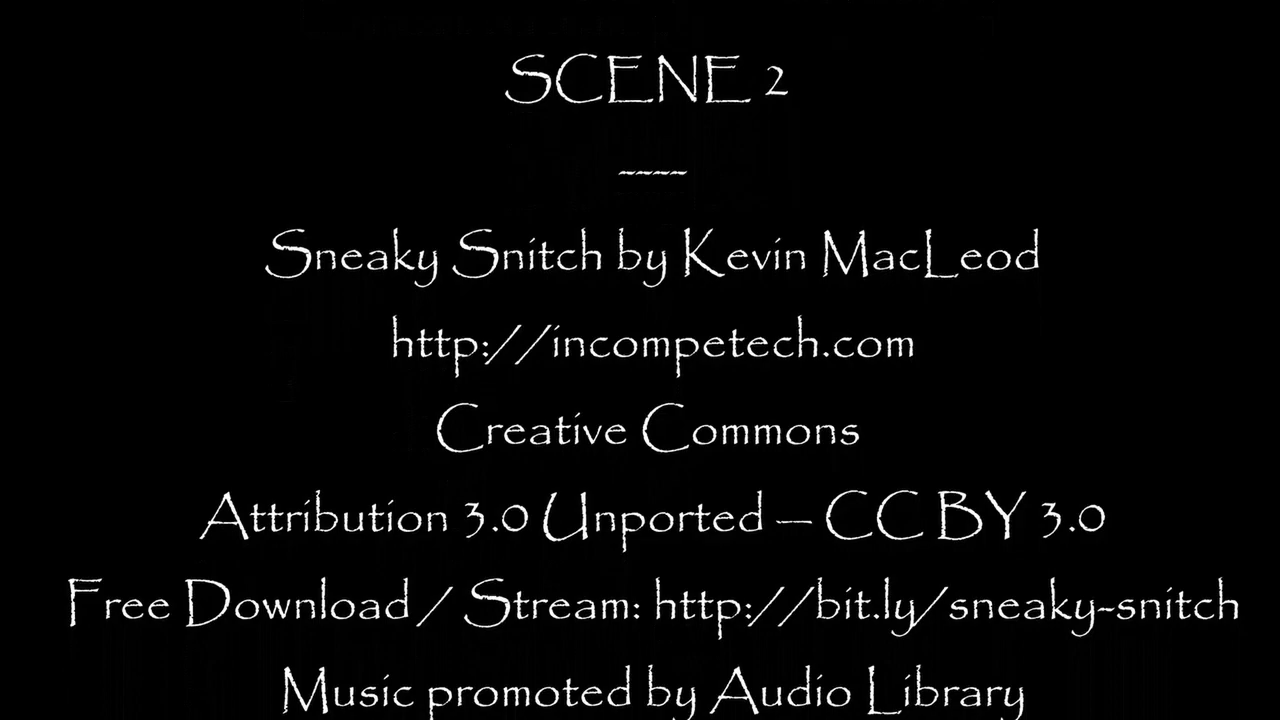 SCENE 2
~~~~
Sneaky Snitch by Kevin MacLeod
http://incompetech.com
Creative Commons
Attribution 3.0 Unported — CC BY 3.0
Free Download / Stream: http://bit.ly/sneaky-snitch
Music promoted by Audio Library